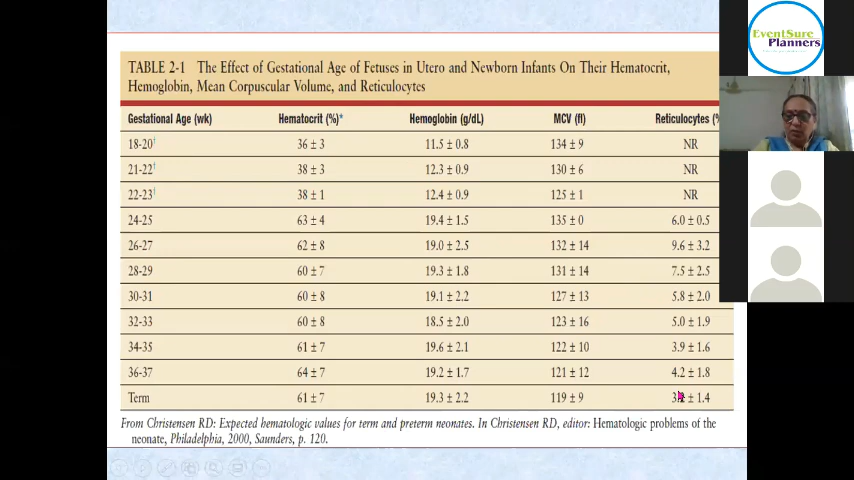 TABLE 2-1 The Effect of Gestational Age of Fetuses in Utero and Newborn Infants On Their Hematocrit,
Hemoglobin, Mean Corpuscular Volume, and Reticulocytes
Gestational Age (wk) Hematocrit (%)* Hemoglobin (g/dL) MCV (fl) Reticulocytes (%
18-20† 36 ± 3 11.5 ± 0.8 134 ± 9 NR
21-22† 38 ± 3 12.3 ± 0.9 130 ± 6 NR
22-23† 38 ± 1 12.4 ± 0.9 125 ± 1 NR
24-25 63 ± 4 19.4 ± 1.5 135 ± 0 6.0 ± 0.5
26-27 62 ± 8 19.0 ± 2.5 132 ± 14 9.6 ± 3.2
28-29 60 ± 7 19.3 ± 1.8 131 ± 14 7.5 ± 2.5
30-31 60 ± 8 19.1 ± 2.2 127 ± 13 5.8 ± 2.0
32-33 60 ± 8 18.5 ± 2.0 123 ± 16 5.0 ± 1.9
34-35 61 ± 7 19.6 ± 2.1 122 ± 10 3.9 ± 1.6
36-37 64 ± 7 19.2 ± 1.7 121 ± 12 4.2 ± 1.8
Term 61 ± 7 19.3 ± 2.2 119 ± 9 ± 1.4
From Christensen RD: Expected hematologic values for term and preterm neonates. In Christensen RD, editor: Hematologic problems of the
neonate, Philadelphia, 2000, Saunders, p. 120.
EventSure
Planners